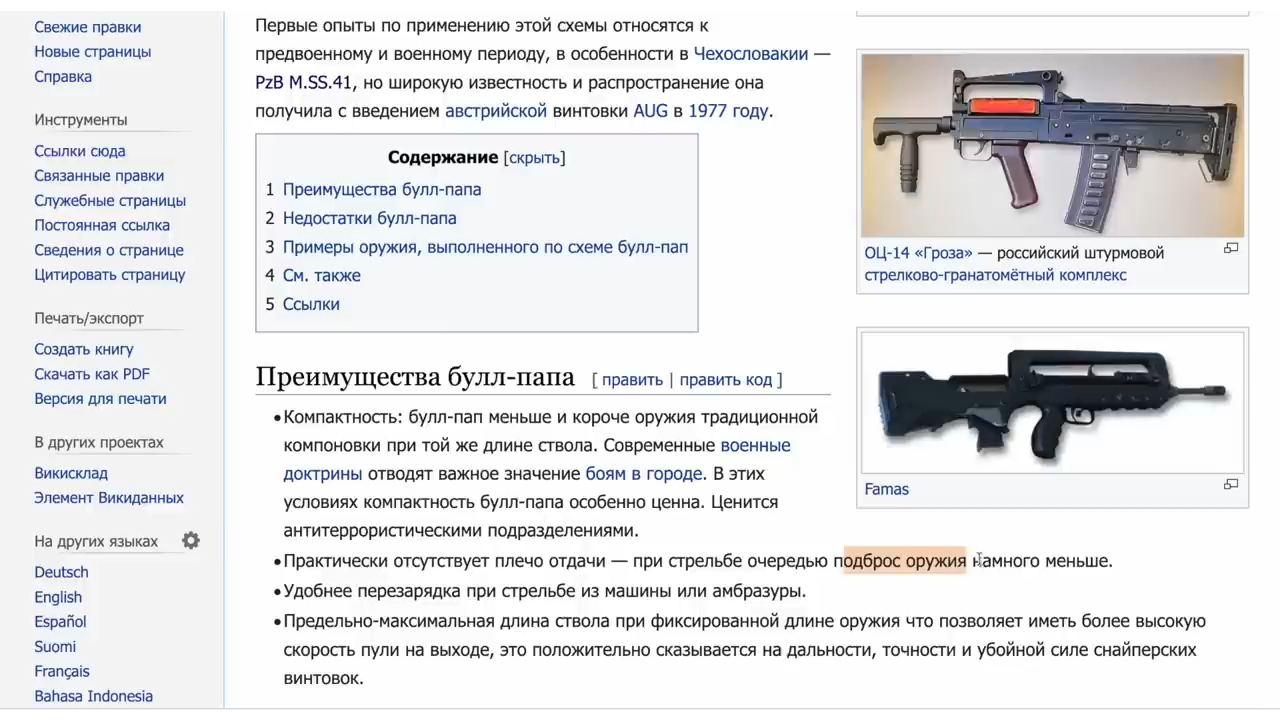 Свежие правки
Новые страницы
Справка
Инструменты
Ссылки сюда
Связанные правки
Служебные страницы
Постоянная ссылка
Сведения о странице
Цитировать страницу
Печать/экспорт
Создать книгу
Скачать как PDF
Версия для печати
В других проектах
Викисклад
Элемент Викиданных
На других языках
Deutsch
English
Español
Suomi
Français
Bahasa Indonesia
Первые опыты по применению этой схемы относятся к
предвоенному и военному периоду, в особенности в Чехословакии —
PzB M.SS.41, но широкую известность и распространение она
получила с введением австрийской винтовки AUG в 1977 году.
Содержание [скрыть]
1 Преимущества булл-папа
2 Недостатки булл-папа
3 Примеры оружия, выполненного по схеме булл-пап
4 См. также
5 Ссылки
Преимущества булл-папа [ править | править код ]
•Компактность: булл-пап меньше и короче оружия традиционной
компоновки при той же длине ствола. Современные военные
доктрины отводят важное значение боям в городе. В этих
условиях компактность булл-папа особенно ценна. Ценится
антитеррористическими подразделениями.
•Практически отсутствует плечо отдачи — при стрельбе очередью подброс оружия намного меньше.
•Удобнее перезарядка при стрельбе из машины или амбразуры.
•Предельно-максимальная длина ствола при фиксированной длине оружия что позволяет иметь более высокую
скорость пули на выходе, это положительно сказывается на дальности, точности и убойной силе снайперских
винтовок.
ОЦ-14 «Гроза» — российский штурмовой
стрелково-гранатомётный комплекс
Famas